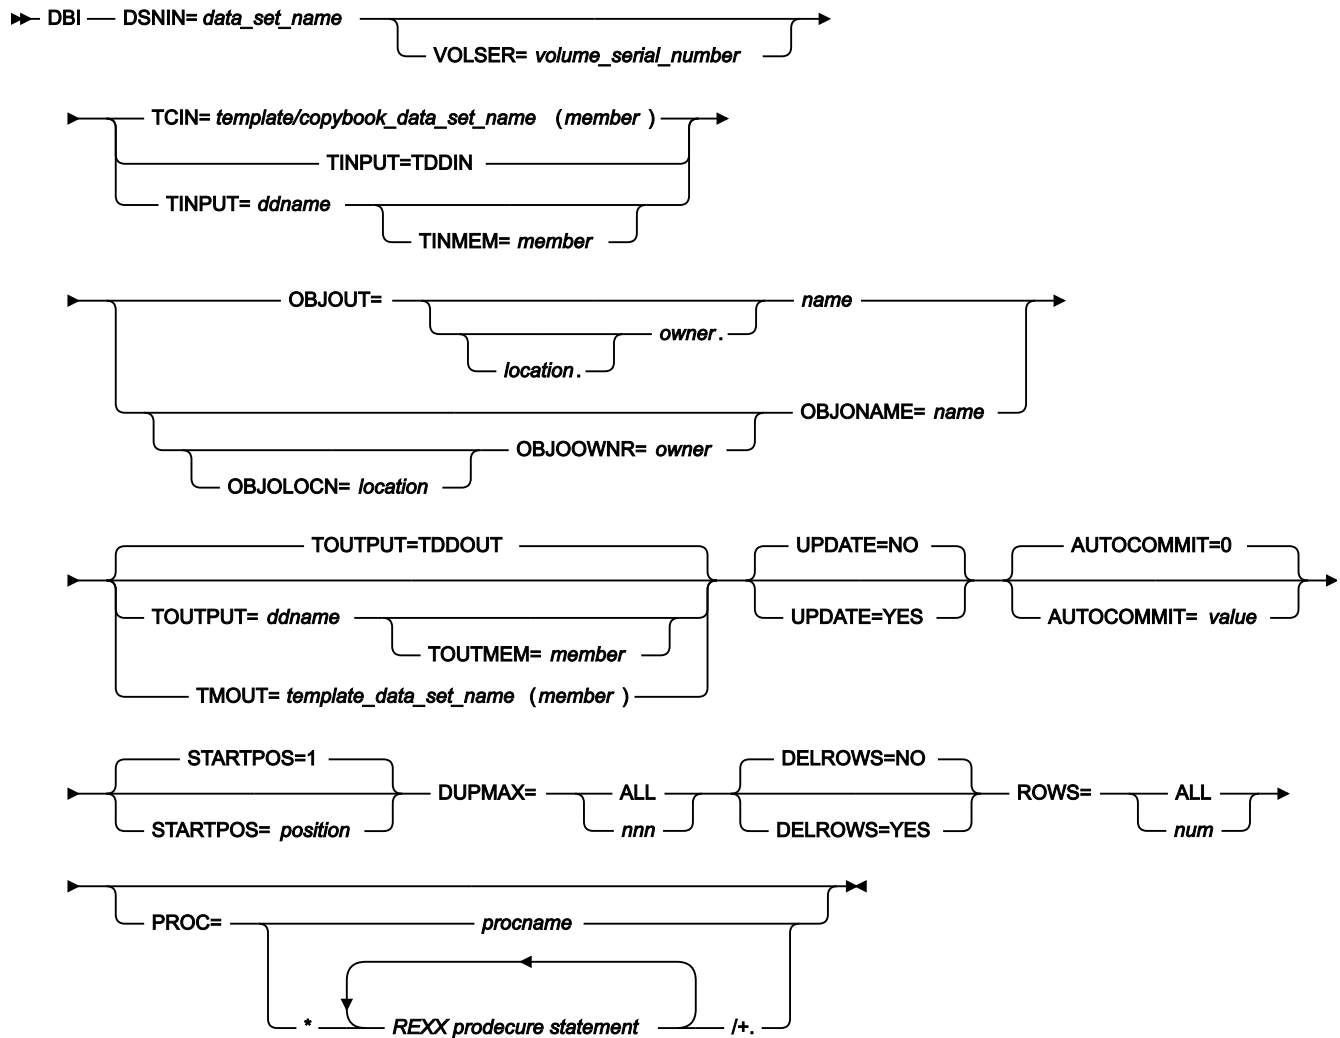 DBI DSNIN= data_set_name
VOLSER= volume_serial_number
TCIN= template/copybook_data_set_name (member )
TINPUT=TDDIN
TINPUT= ddname
TINMEM= member
OBJOUT= name
owner.
location.
OBJONAME= name
OBJOOWNR= owner
OBJOLOCN= location
TOUTPUT=TDDOUT UPDATE=NO AUTOCOMMIT=0
TOUTPUT= ddname UPDATE=YES AUTOCOMMIT= value
TOUTMEM= member
TMOUT= template_data_set_name (member )
STARTPOS=1 DELROWS=NO
DUPMAX= ALL ROWS= ALL
STARTPOS= position nnn DELROWS=YES num
PROC= procname
* REXX prodecure statement /+.